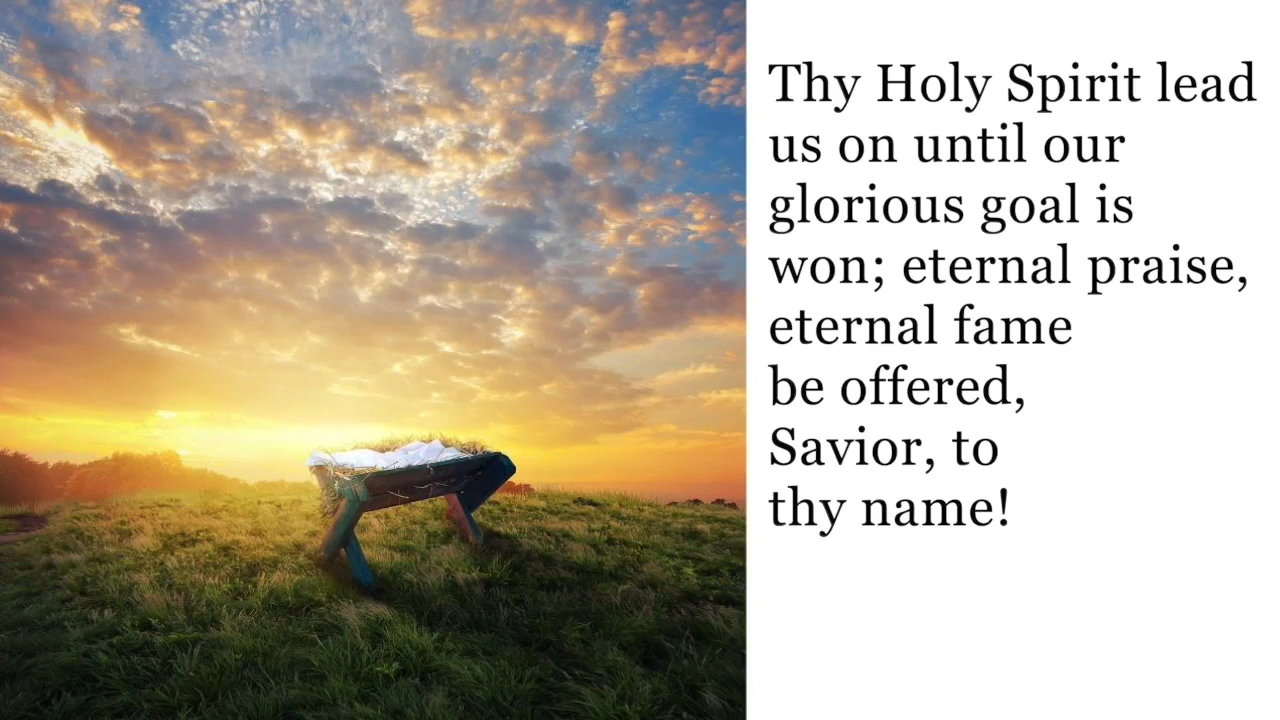 Thy Holy Spirit lead
us on until our
glorious goal is
won; eternal praise,
eternal fame
be offered,
Savior, to
thy name!